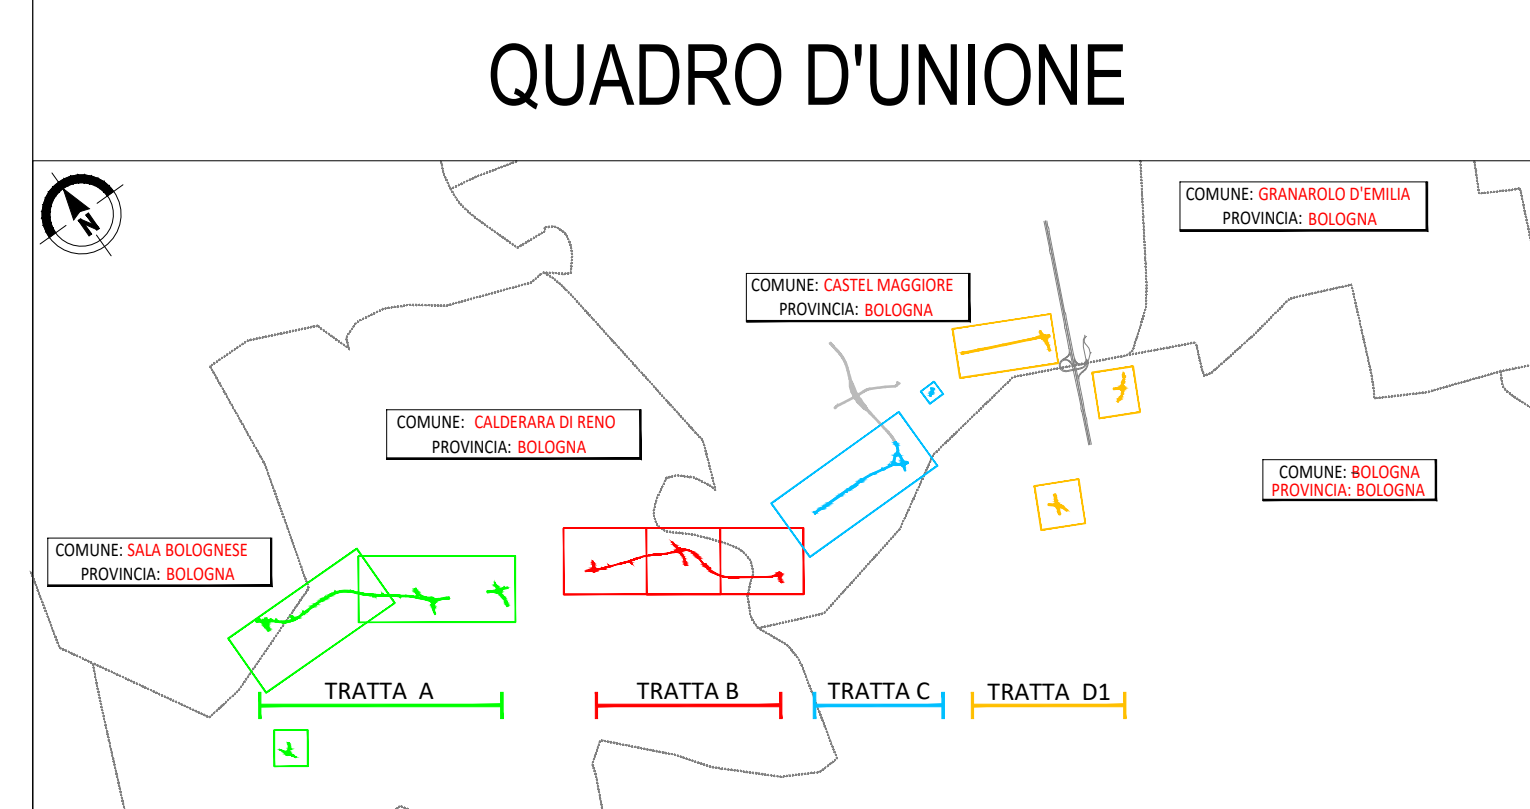 QUADRO D'UNIONE
N
COMUNE: GRANAROLO D'EMILIA
PROVINCIA: BOLOGNA
COMUNE: CASTEL MAGGIORE
PROVINCIA: BOLOGNA
COMUNE: CALDERARA DI RENO
PROVINCIA: BOLOGNA
COMUNE: BOLOGNA
PROVINCIA: BOLOGNA
COMUNE: SALA BOLOGNESE
PROVINCIA: BOLOGNA
TRATTA A
TRATTA B
TRATTA C
TRATTA D1